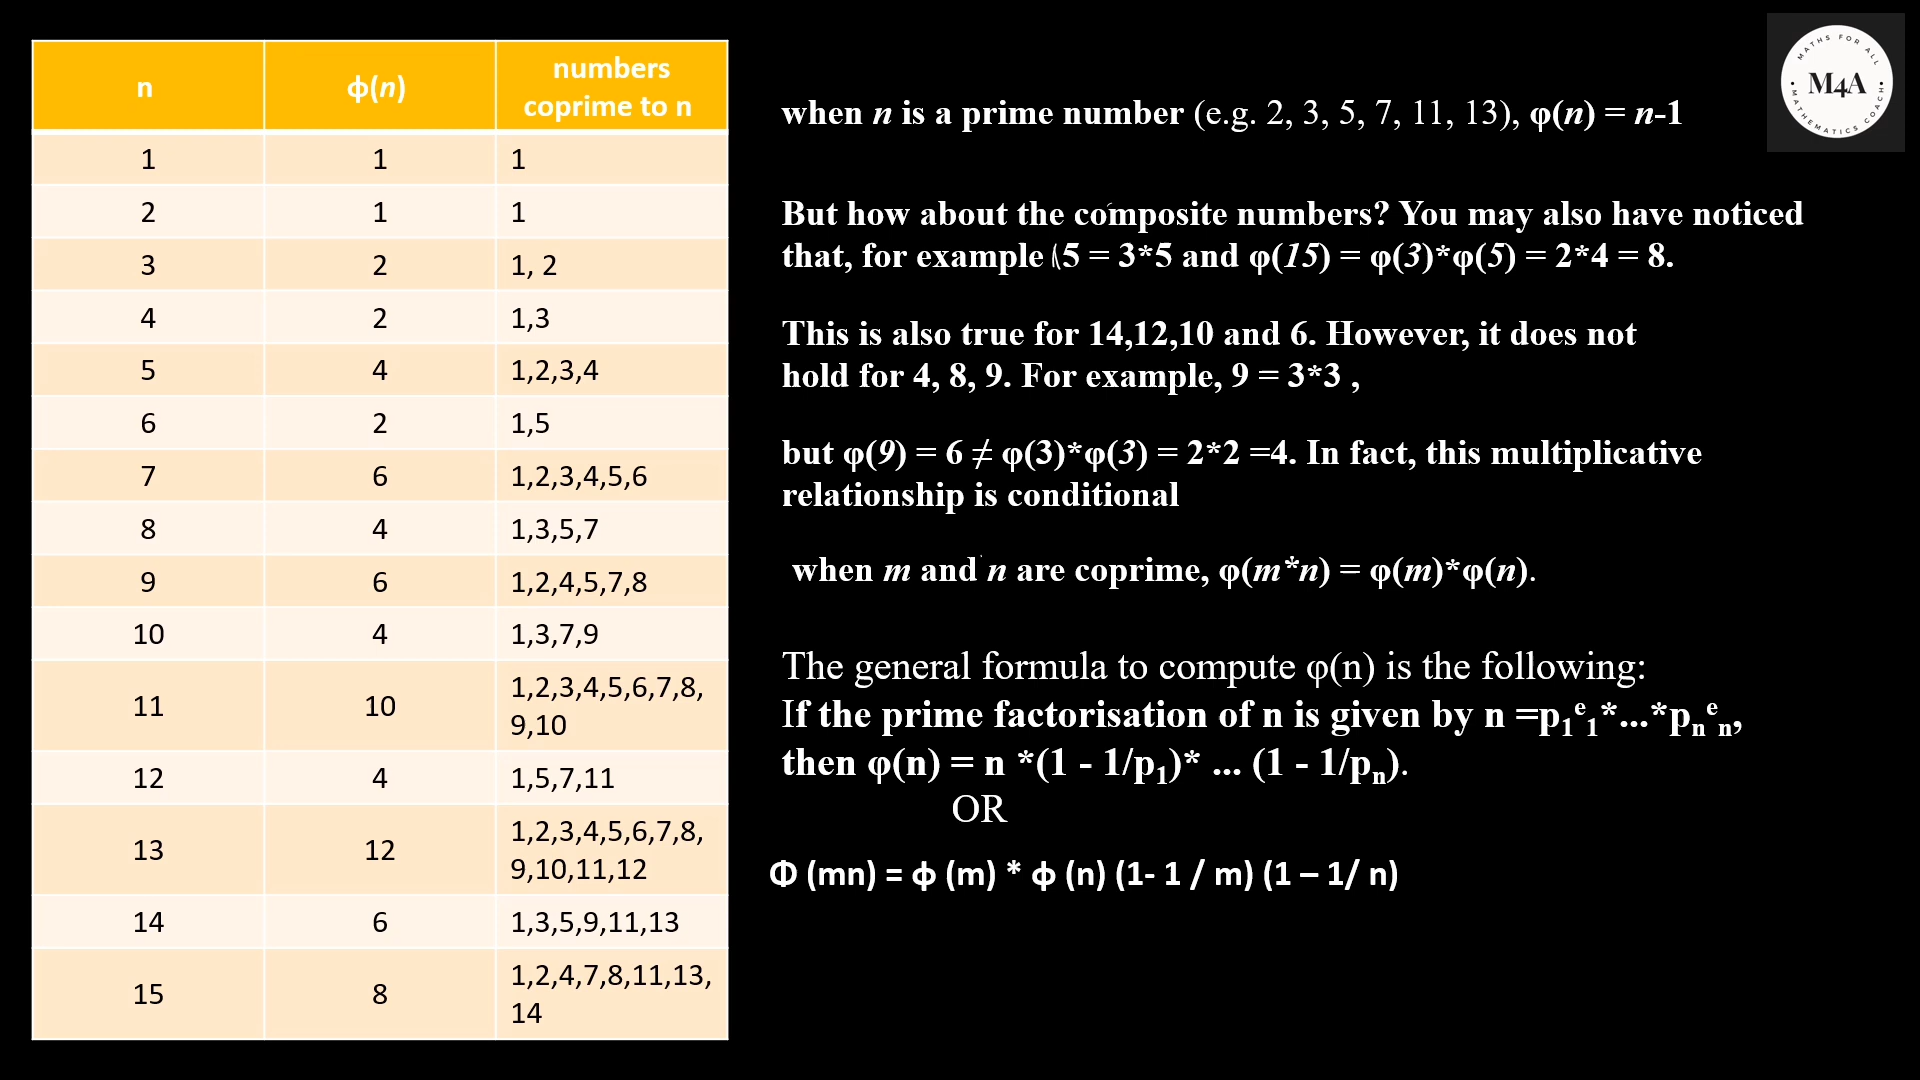 n ϕ(n) numbers coprime to n
1 1 1
2 1 1
3 2 1, 2
4 2 1,3
5 4 1,2,3,4
6 2 1,5
7 6 1,2,3,4,5,6
8 4 1,3,5,7
9 6 1,2,4,5,7,8
10 4 1,3,7,9
11 10 1,2,3,4,5,6,7,8,
9,10
12 4 1,5,7,11
13 12 1,2,3,4,5,6,7,8,
9,10,11,12
14 6 1,3,5,9,11,13
15 8 1,2,4,7,8,11,13,
14
when n is a prime number (e.g. 2, 3, 5, 7, 11, 13), φ(n) = n-1
But how about the composite numbers? You may also have noticed
that, for example 15 = 3*5 and φ(15) = φ(3)*φ(5) = 2*4 = 8.
This is also true for 14,12,10 and 6. However, it does not
hold for 4, 8, 9. For example, 9 = 3*3 ,
but φ(9) = 6 ≠ φ(3)*φ(3) = 2*2 =4. In fact, this multiplicative
relationship is conditional
when m and n are coprime, φ(m*n) = φ(m)*φ(n).
The general formula to compute φ(n) is the following:
If the prime factorisation of n is given by n =p₁ᵉ₁*...*pₙᵉₙ,
then φ(n) = n *(1 - 1/p₁)* ... (1 - 1/pₙ).
OR
Φ (mn) = ϕ (m) * ϕ (n) (1- 1 / m) (1 – 1/ n)
MATHS FOR ALL
M4A
MATHEMATICS COACH